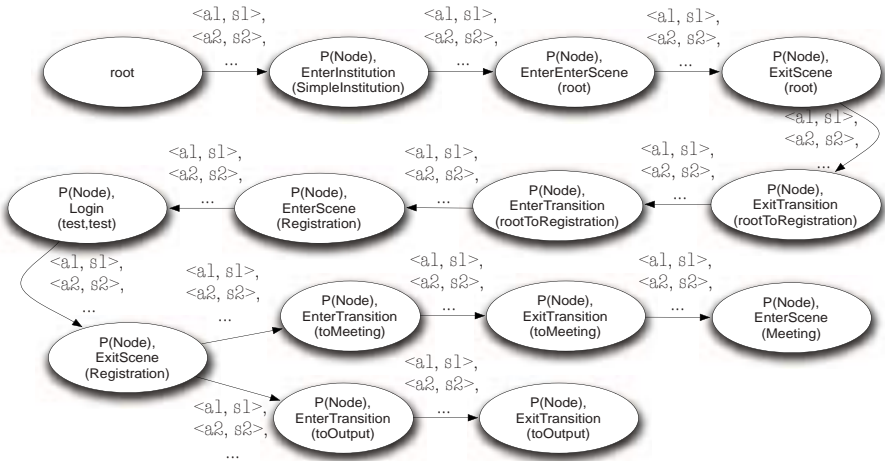 <a1, s1>,
<a2, s2>,
...
<a1, s1>,
<a2, s2>,
...
<a1, s1>,
<a2, s2>,
...
root
P(Node),
EnterInstitution
(SimpleInstitution)
P(Node),
EnterEnterScene
(root)
P(Node),
ExitScene
(root)
<a1, s1>,
<a2, s2>,
...
<a1, s1>,
<a2, s2>,
...
<a1, s1>,
<a2, s2>,
...
<a1, s1>,
<a2, s2>,
...
P(Node),
ExitTransition
(rootToRegistration)
P(Node),
EnterTransition
(rootToRegistration)
P(Node),
EnterScene
(Registration)
P(Node),
Login
(test,test)
<a1, s1>,
<a2, s2>,
...
P(Node),
ExitScene
(Registration)
<a1, s1>,
<a2, s2>,
...
P(Node),
EnterTransition
(toMeeting)
<a1, s1>,
<a2, s2>,
...
P(Node),
ExitTransition
(toMeeting)
<a1, s1>,
<a2, s2>,
...
P(Node),
EnterScene
(Meeting)
<a1, s1>,
<a2, s2>,
...
P(Node),
EnterTransition
(toOutput)
<a1, s1>,
<a2, s2>,
...
P(Node),
ExitTransition
(toOutput)